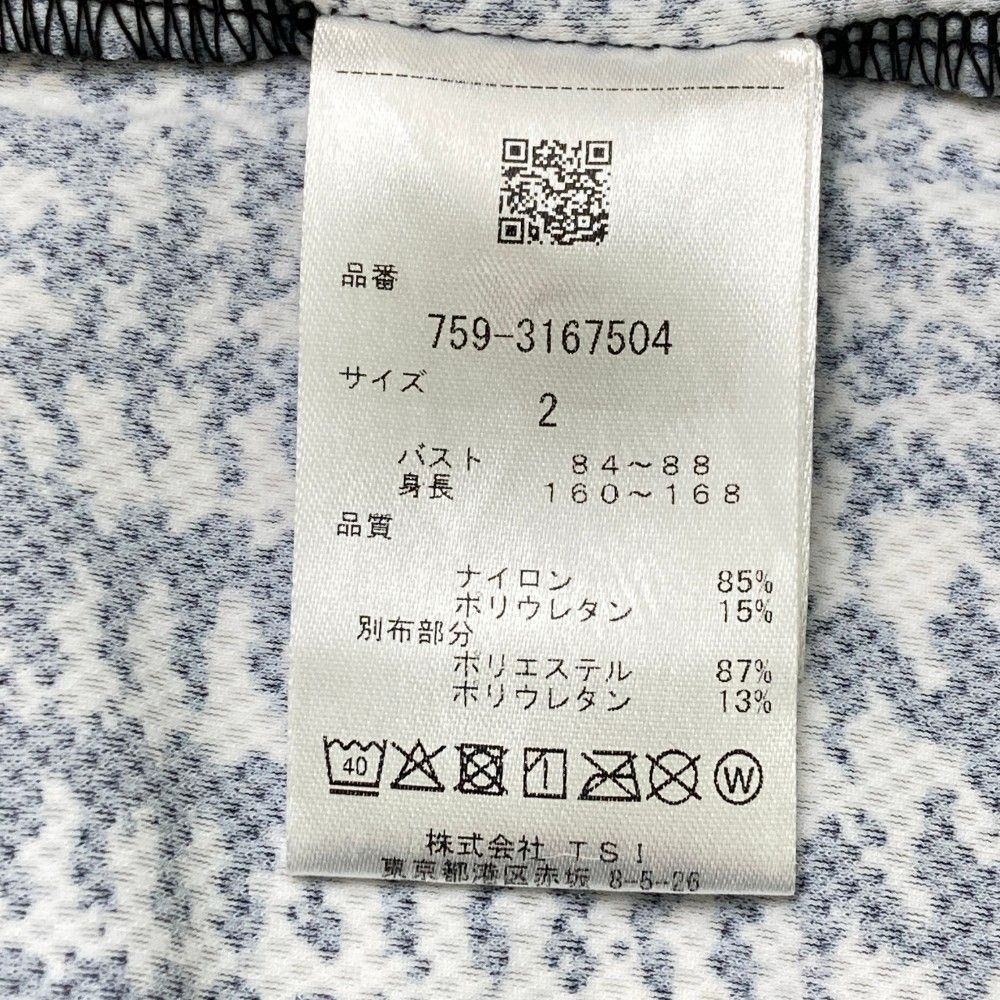 品番
759-3167504
サイズ
2
バスト 84～88
身長 160～168
品質
ナイロン 85%
ポリウレタン 15%
別布部分
ポリエステル 87%
ポリウレタン 13%
40 W
株式会社 TSI
東京都港区赤坂 8-5-26